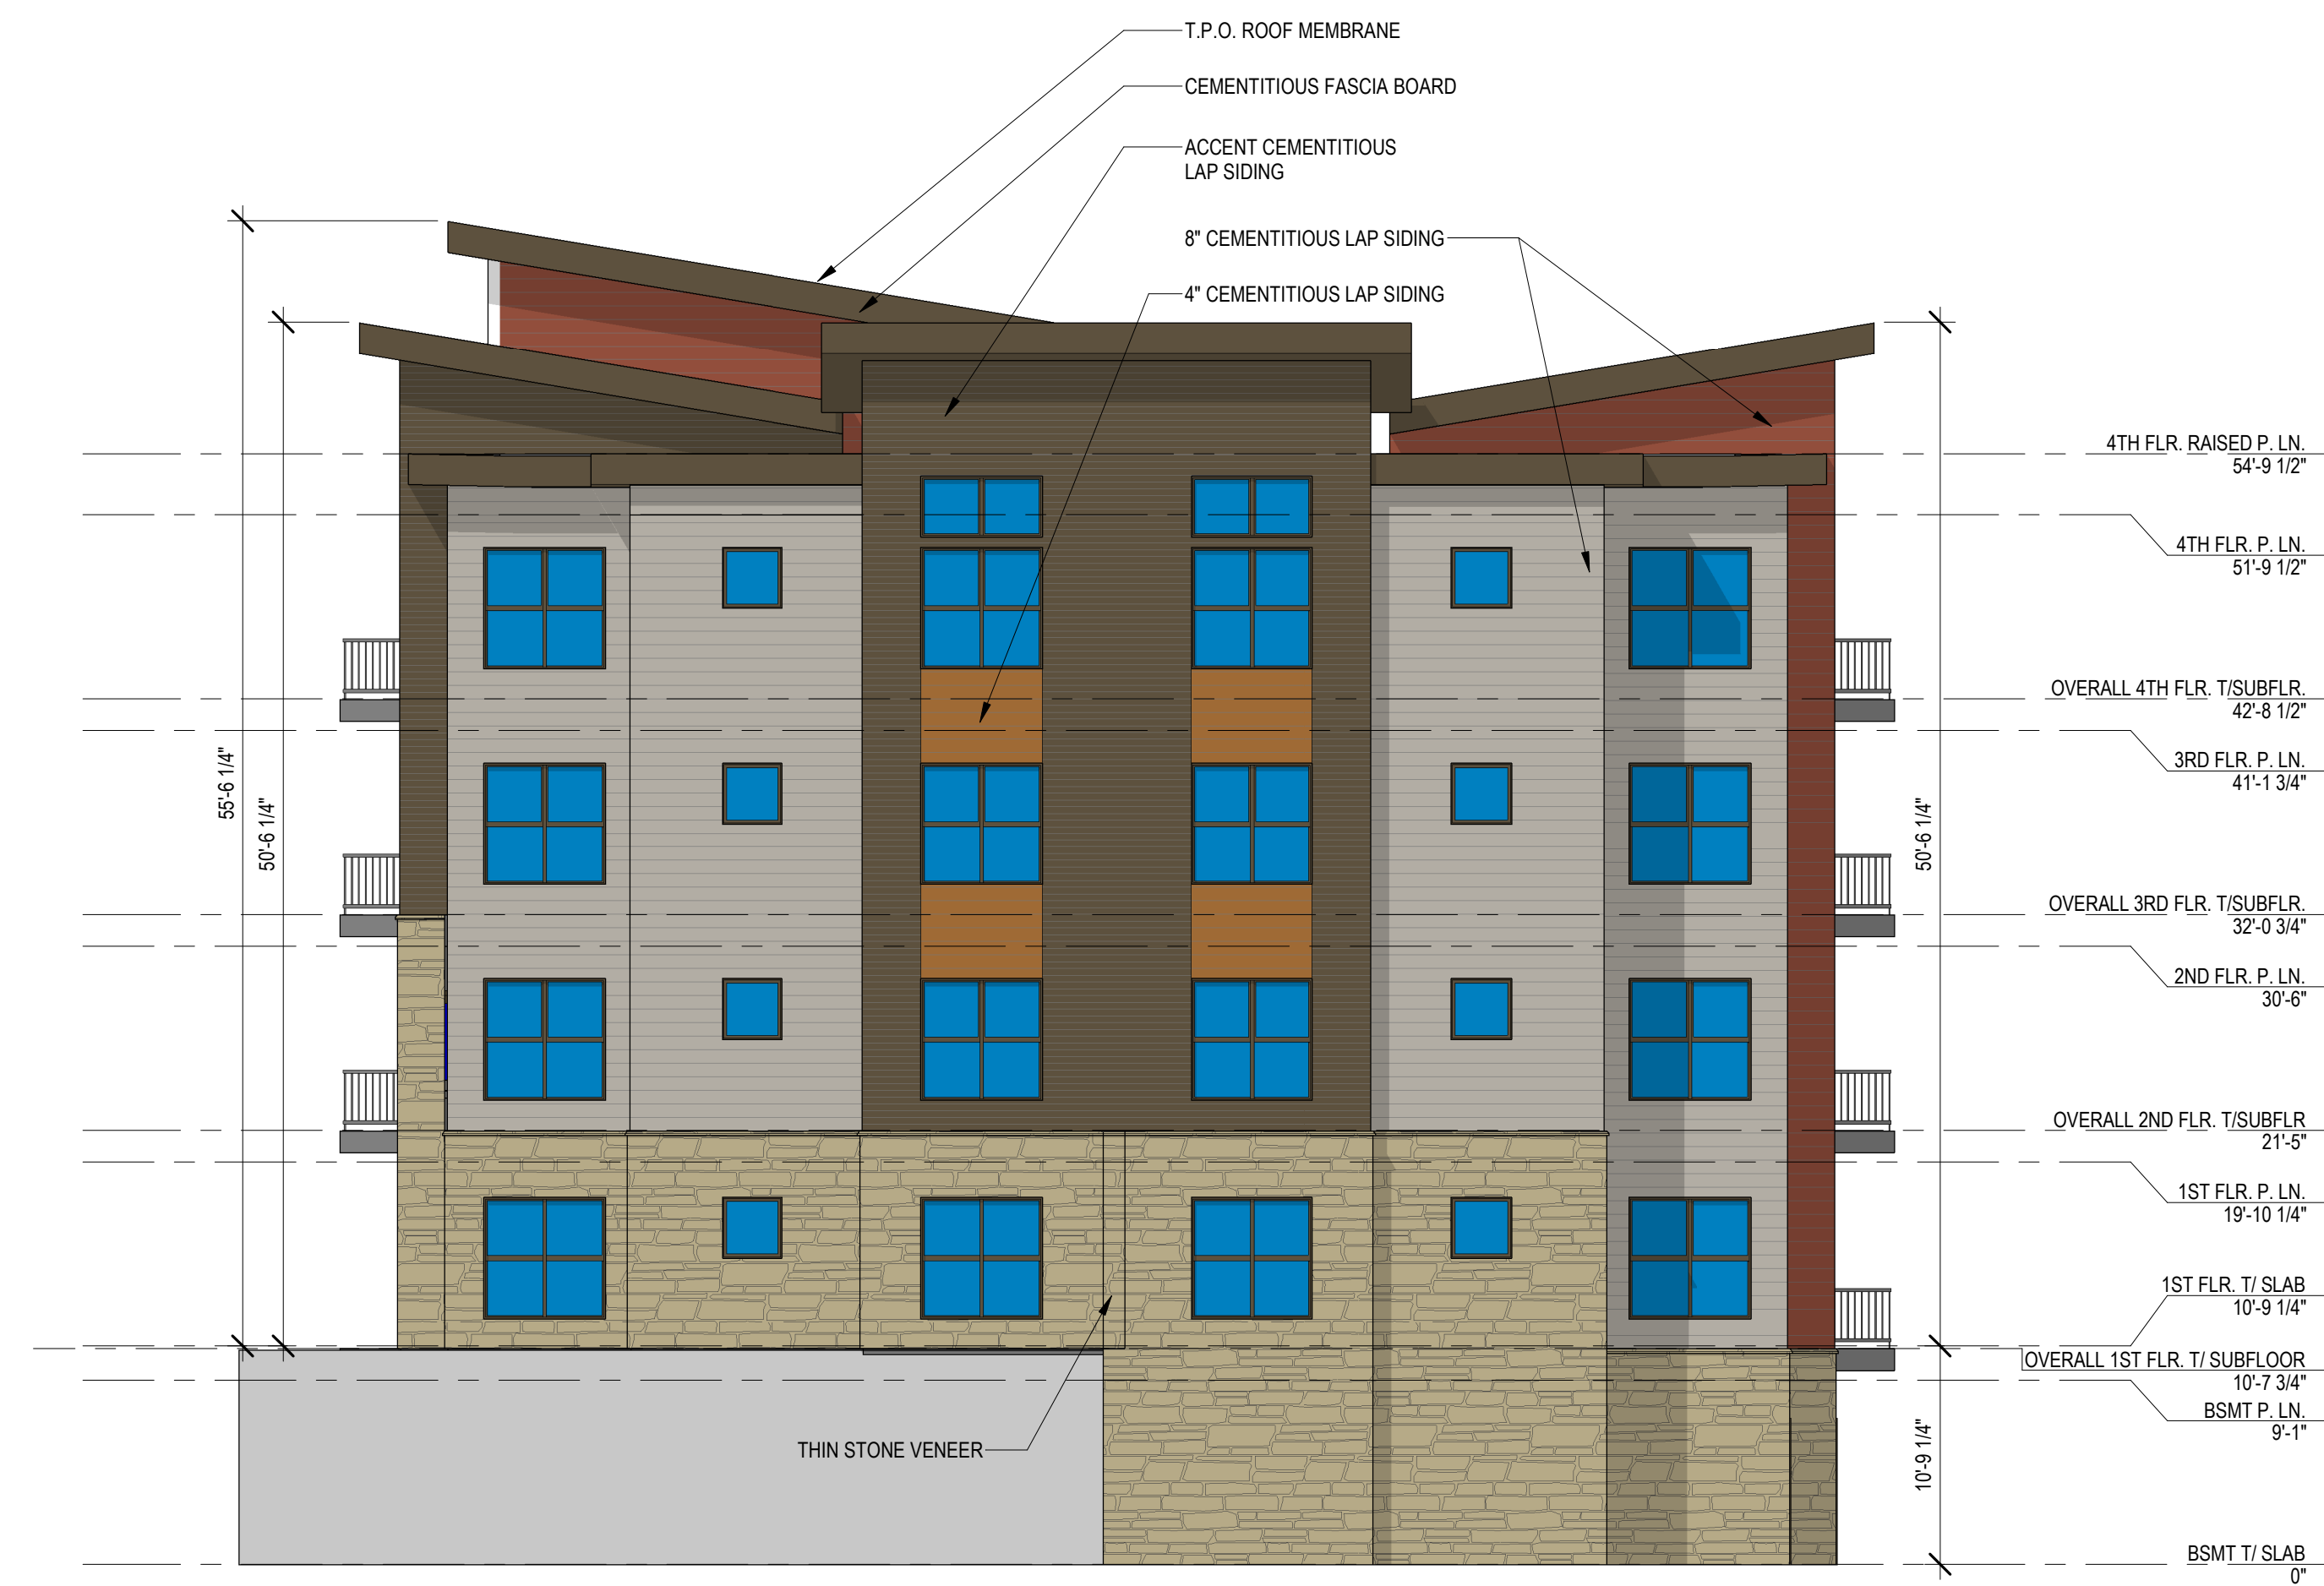 T.P.O. ROOF MEMBRANE
CEMENTITIOUS FASCIA BOARD
ACCENT CEMENTITIOUS
LAP SIDING
8" CEMENTITIOUS LAP SIDING
4" CEMENTITIOUS LAP SIDING
4TH FLR. RAISED P. LN.
54'-9 1/2"
4TH FLR. P. LN.
51'-9 1/2"
OVERALL 4TH FLR. T/SUBFLR.
42'-8 1/2"
3RD FLR. P. LN.
41'-1 3/4"
55'-6 1/4"
50'-6 1/4"
50'-6 1/4"
OVERALL 3RD FLR. T/SUBFLR.
32'-0 3/4"
2ND FLR. P. LN.
30'-6"
OVERALL 2ND FLR. T/SUBFLR
21'-5"
1ST FLR. P. LN.
19'-10 1/4"
1ST FLR. T/ SLAB
10'-9 1/4"
OVERALL 1ST FLR. T/ SUBFLOOR
10'-7 3/4"
BSMT P. LN.
9'-1"
THIN STONE VENEER
10'-9 1/4"
BSMT T/ SLAB
0"